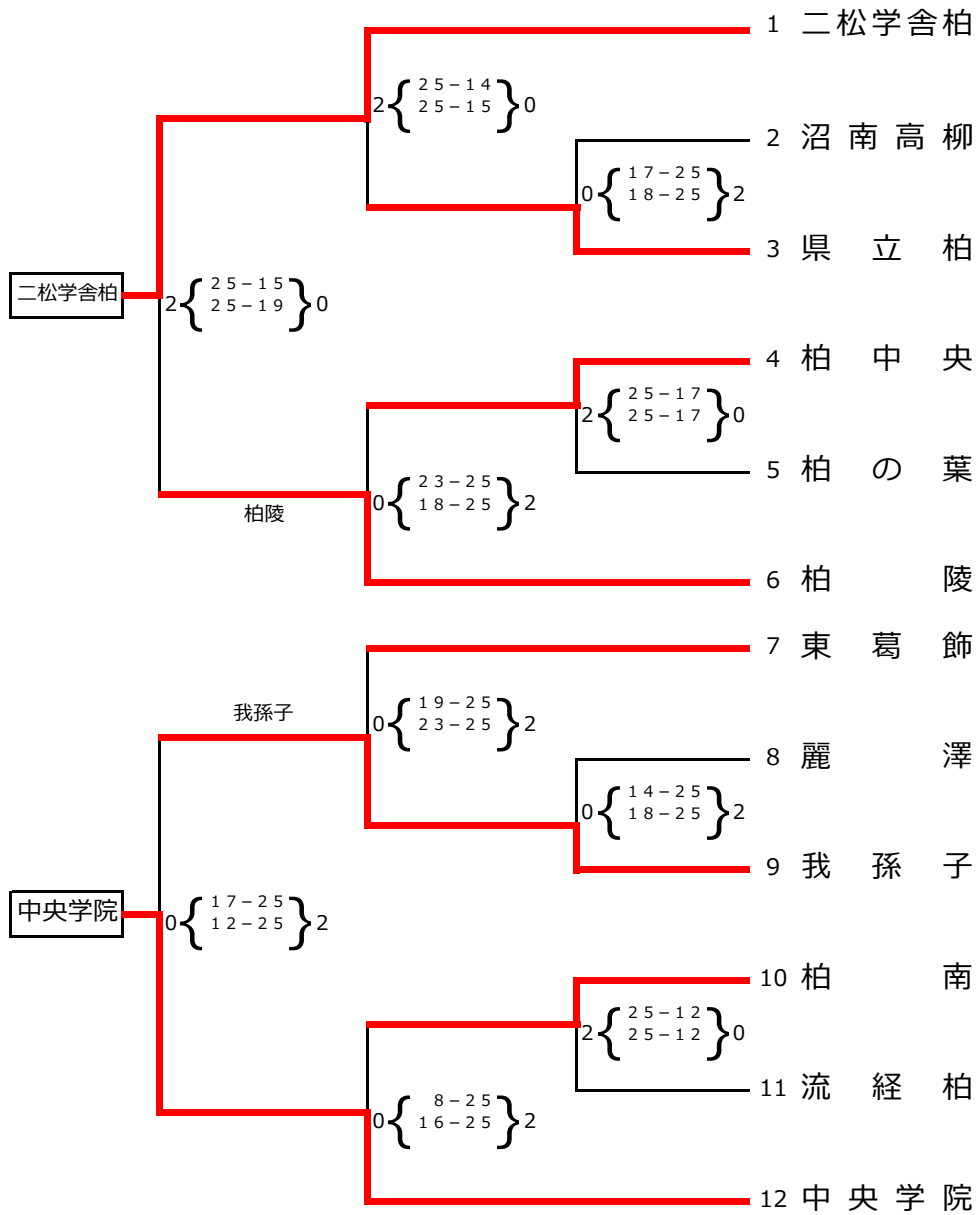 1 二松学舎柏
2 { 25-14 } 0
25-15
2 沼南高柳
0 { 17-25 } 2
18-25
3 県立柏
二松学舎柏
2 { 25-15 } 0
25-19
4 柏中央
2 { 25-17 } 0
25-17
5 柏の葉
0 { 23-25 } 2
18-25
柏陵
6 柏陵
7 東葛飾
0 { 19-25 } 2
23-25
我孫子
8 麗澤
0 { 14-25 } 2
18-25
9 我孫子
中央学院
0 { 17-25 } 2
12-25
10 柏南
2 { 25-12 } 0
25-12
11 流経柏
0 { 8-25 } 2
16-25
12 中央学院